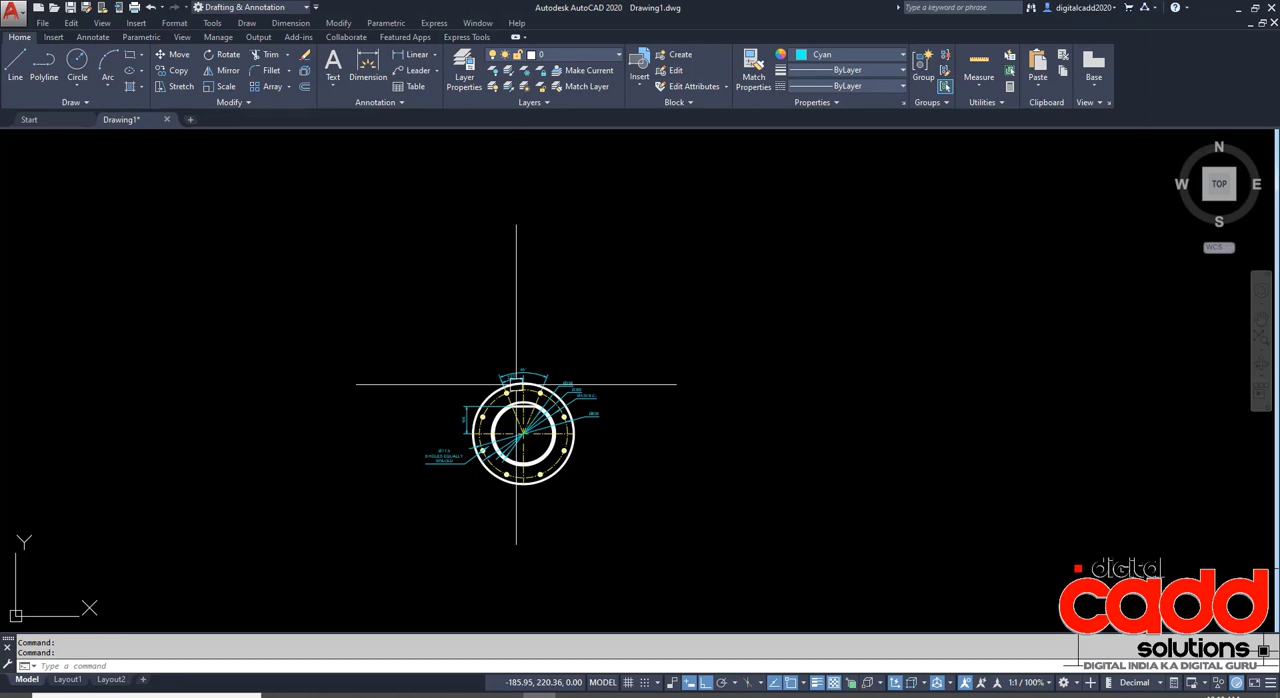 Autodesk AutoCAD 2020 Drawing1.dwg
Drafting & Annotation
Type a keyword or phrase
digitalcadd2020
File Edit View Insert Format Tools Draw Dimension Modify Parametric Express Window Help
Home Insert Annotate Parametric View Manage Output Add-ins Collaborate Featured Apps Express Tools
Line Polyline Circle Arc
Move Rotate Trim
Copy Mirror Fillet
Stretch Scale Array
Text Dimension
Linear
Leader
Table
Layer Properties
0
Make Current
Match Layer
Insert
Create
Edit
Edit Attributes
Match Properties
Cyan
ByLayer
ByLayer
Group
Measure
Paste
Base
Draw Modify Annotation Layers Block Properties Groups Utilities Clipboard View
Start Drawing1*
N
W TOP E
S
WCS
Y
X
digital
cadd
solutions
DIGITAL INDIA KA DIGITAL GURU
Command:
Command:
Type a command
Model Layout1 Layout2
-185.95, 220.36, 0.00 MODEL
1:1 / 100%
Decimal